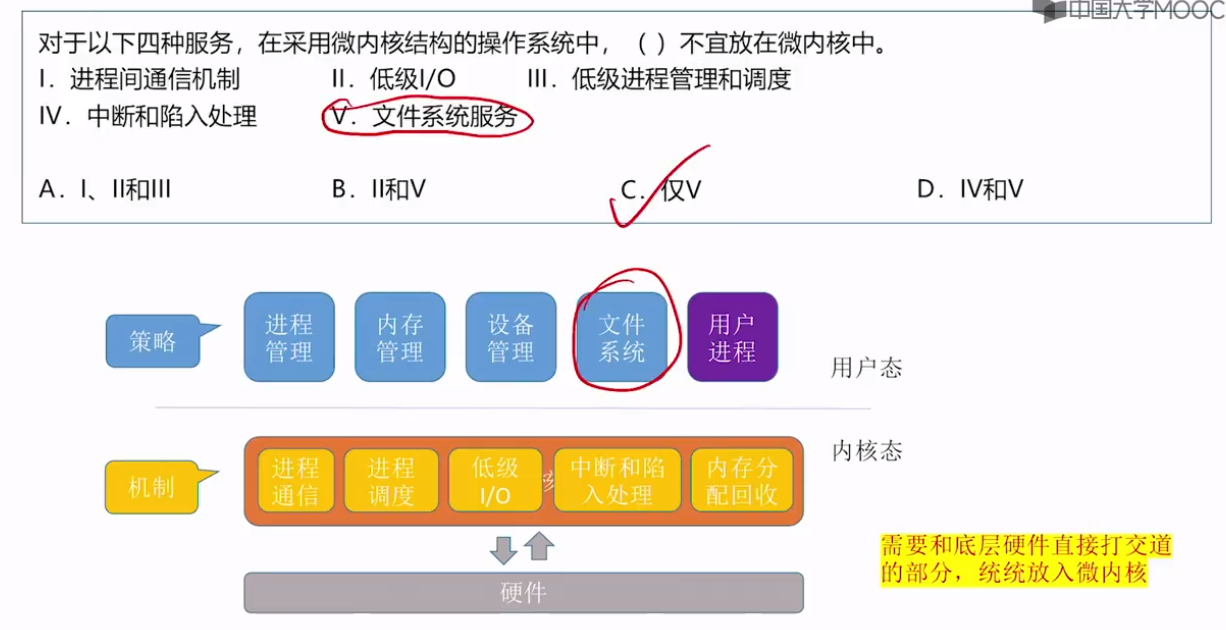 中国大学MOOC
对于以下四种服务，在采用微内核结构的操作系统中，（ ）不宜放在微内核中。
I．进程间通信机制 II．低级I/O III．低级进程管理和调度
IV．中断和陷入处理 V．文件系统服务
A．I、II和III B．II和V C．仅V D．IV和V
策略
进程
管理
内存
管理
设备
管理
文件
系统
用户
进程
用户态
内核态
机制
进程
通信
进程
调度
低级
I/O
中断和陷
入处理
内存分
配回收
需要和底层硬件直接打交道
的部分，统统放入微内核
硬件